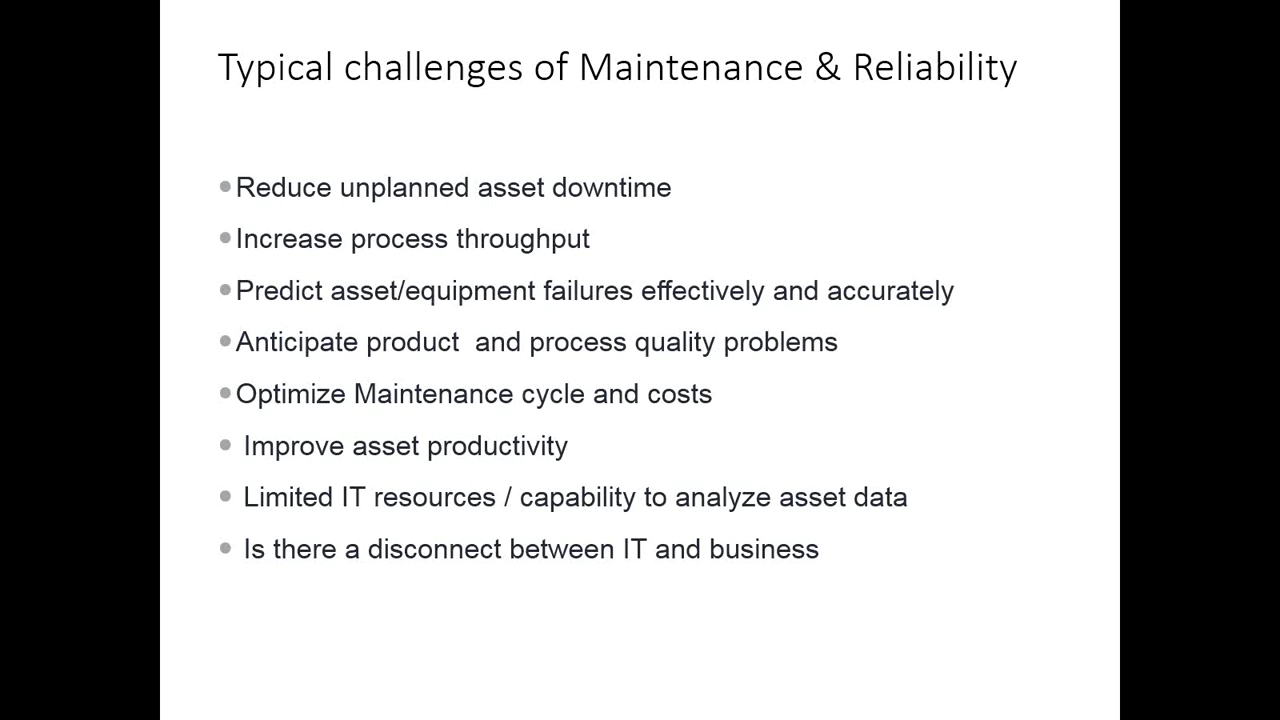 Typical challenges of Maintenance & Reliability
Reduce unplanned asset downtime
Increase process throughput
Predict asset/equipment failures effectively and accurately
Anticipate product  and process quality problems
Optimize Maintenance cycle and costs
Improve asset productivity
Limited IT resources / capability to analyze asset data
Is there a disconnect between IT and business